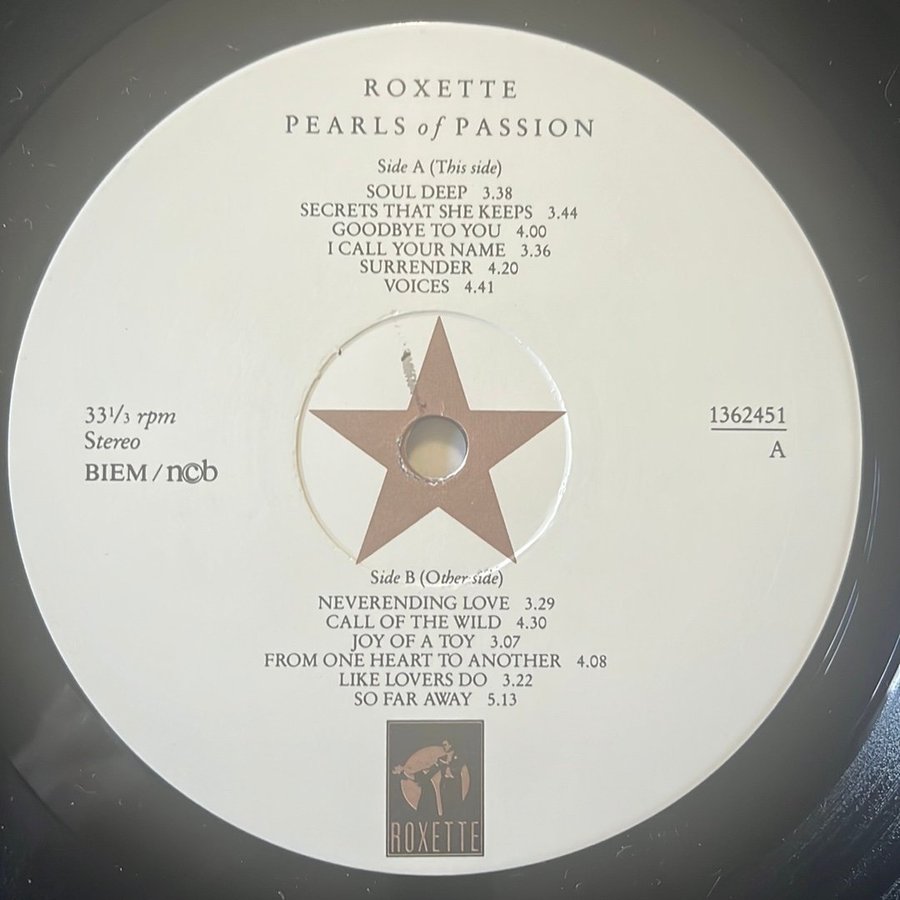 ROXETTE
PEARLS of PASSION
Side A (This side)
SOUL DEEP 3.38
SECRETS THAT SHE KEEPS 3.44
GOODBYE TO YOU 4.00
I CALL YOUR NAME 3.36
SURRENDER 4.20
VOICES 4.41
33 1/3 rpm
Stereo
BIEM / ncb
1362451
A
Side B (Other side)
NEVERENDING LOVE 3.29
CALL OF THE WILD 4.30
JOY OF A TOY 3.07
FROM ONE HEART TO ANOTHER 4.08
LIKE LOVERS DO 3.22
SO FAR AWAY 5.13
ROXETTE